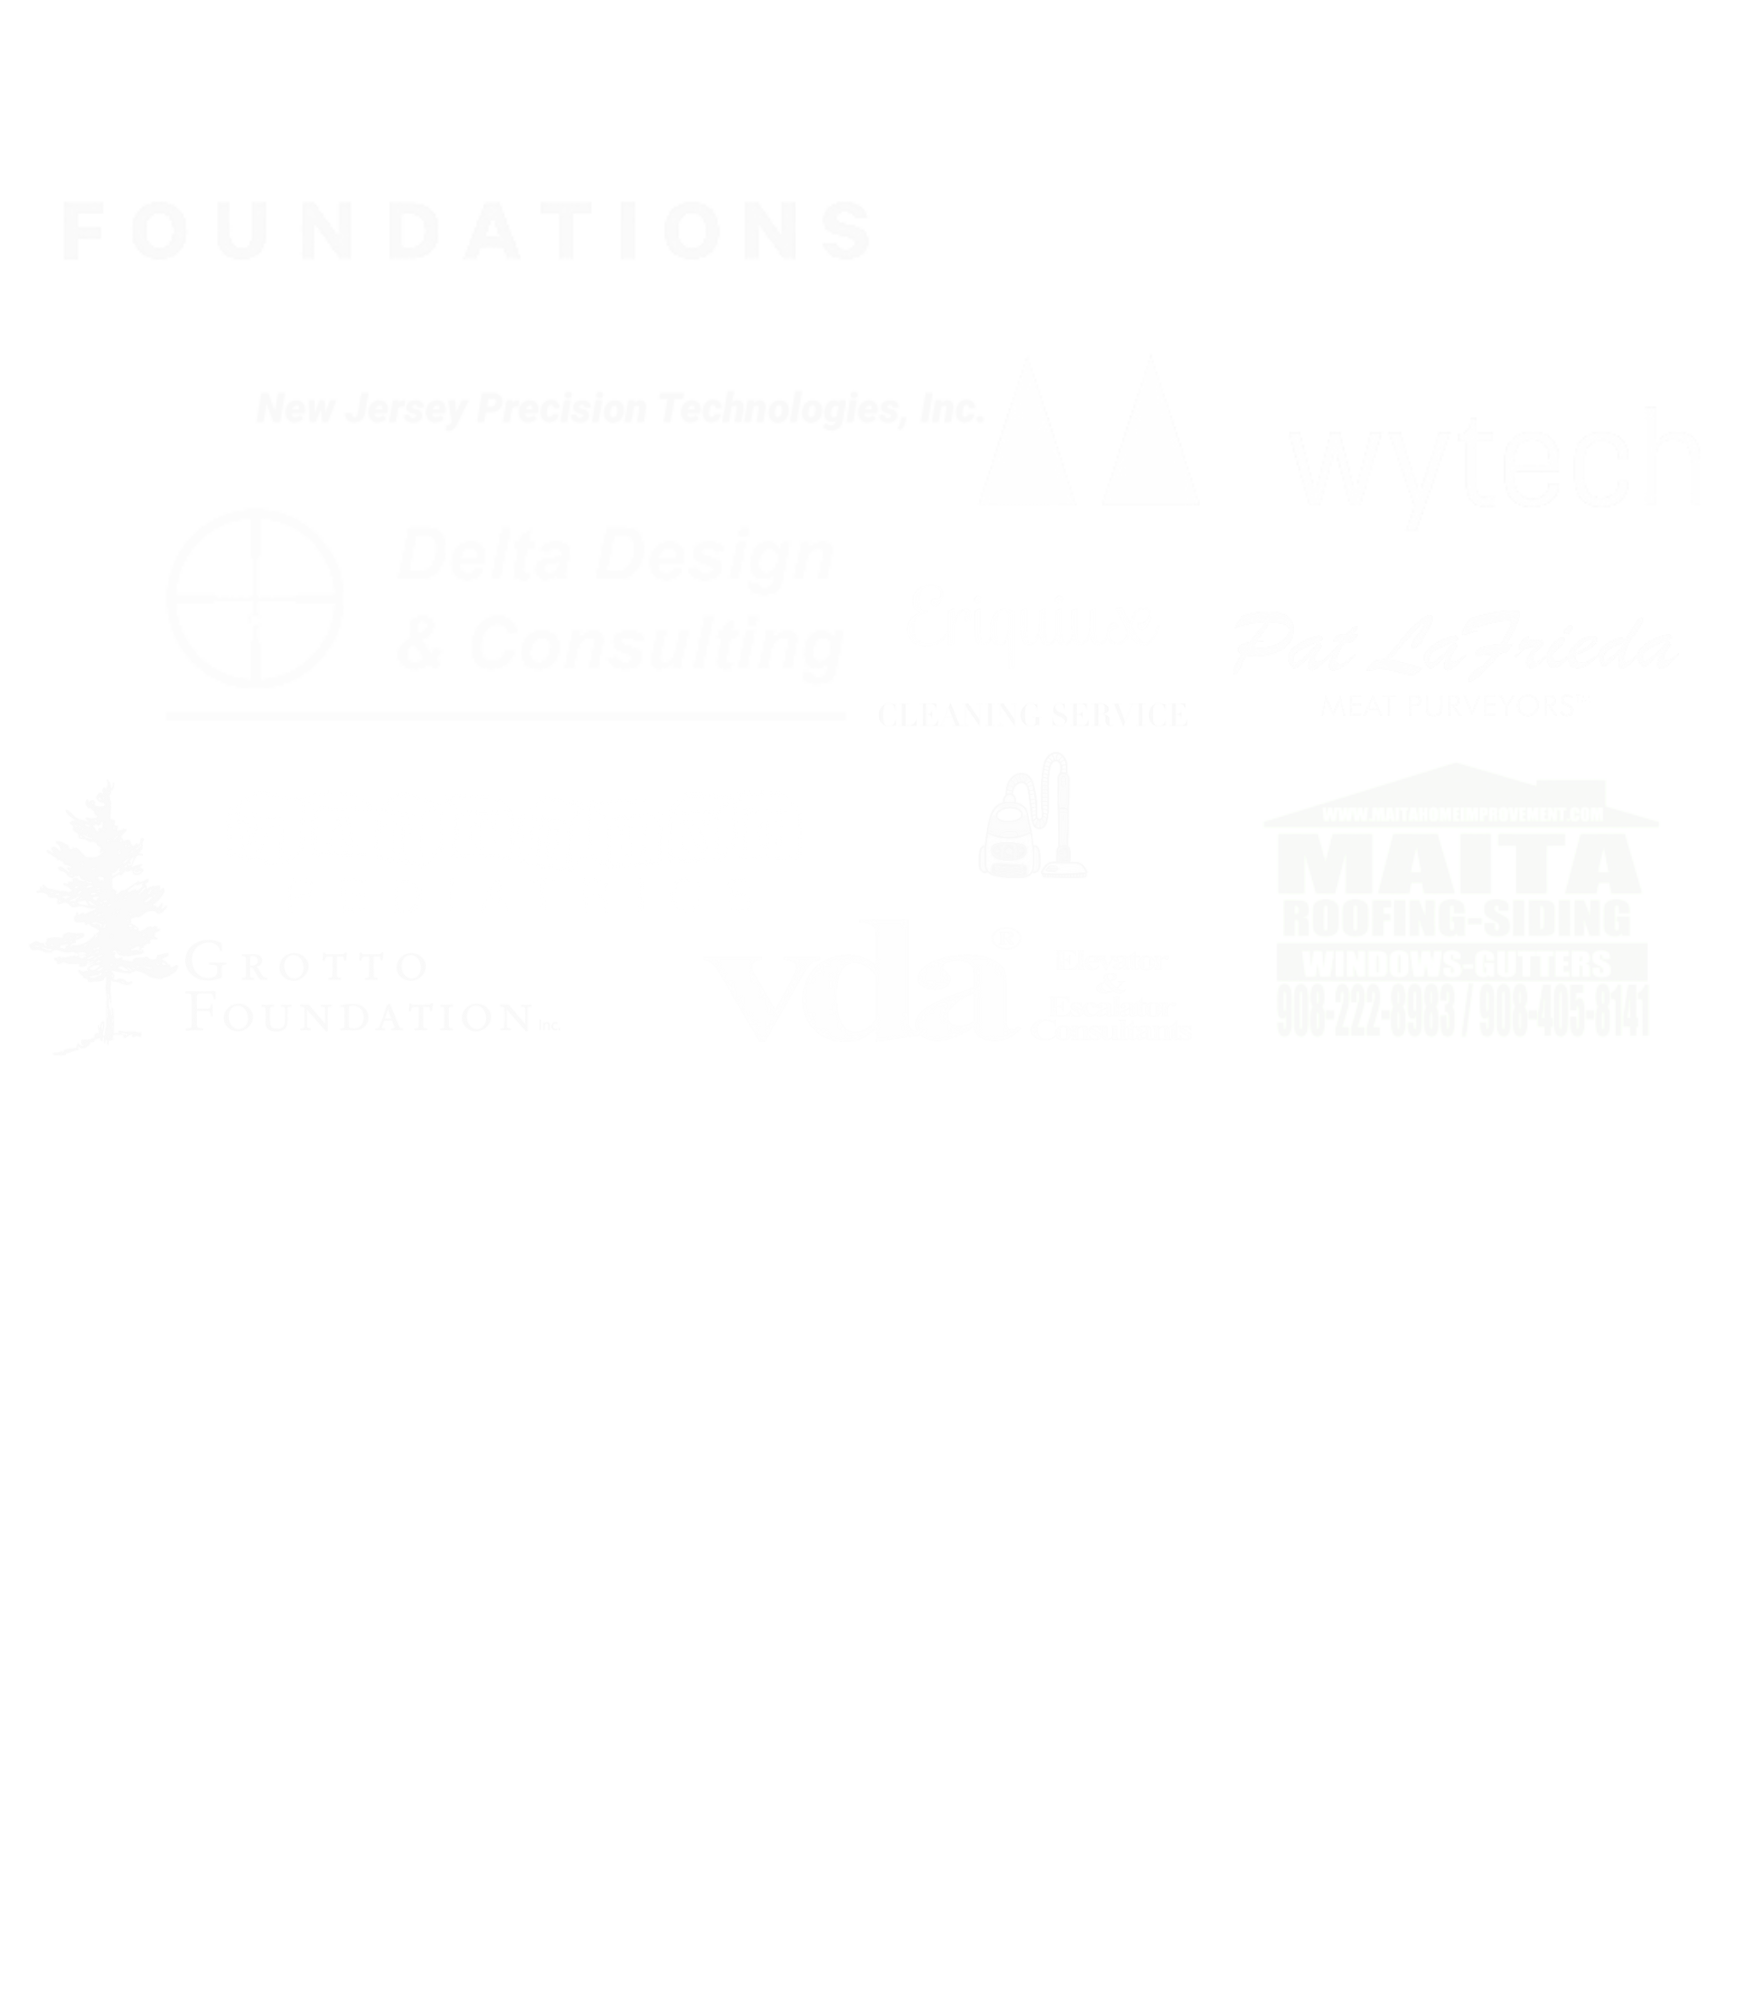 FOUNDATIONS
New Jersey Precision Technologies, Inc.
wytech
Delta Design
& Consulting
Pat LaFrieda
MEAT PURVEYORS
CLEANING SERVICE
WWW.MAITAHOMEIMPROVEMENT.COM
MAITA
ROOFING-SIDING
WINDOWS-GUTTERS
908-222-8983 / 908-405-8141
GROTTO
FOUNDATION INC.
vda®